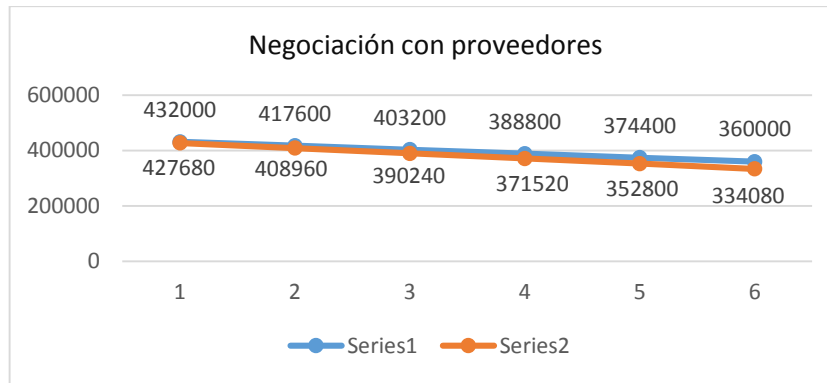 Negociación con proveedores
600000
432000 417600 403200 388800 374400 360000
400000
427680 408960 390240 371520 352800 334080
200000
0
1 2 3 4 5 6
Series1 Series2